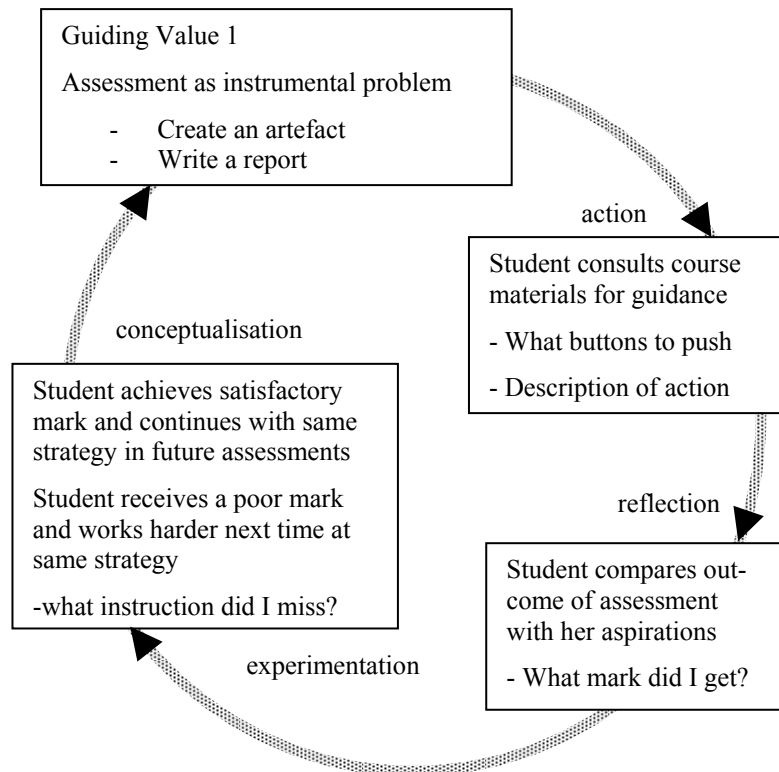 Guiding Value 1
Assessment as instrumental problem
- Create an artefact
- Write a report
action
Student consults course
materials for guidance
- What buttons to push
- Description of action
reflection
Student compares out-
come of assessment
with her aspirations
- What mark did I get?
experimentation
Student achieves satisfactory
mark and continues with same
strategy in future assessments
Student receives a poor mark
and works harder next time at
same strategy
-what instruction did I miss?
conceptualisation